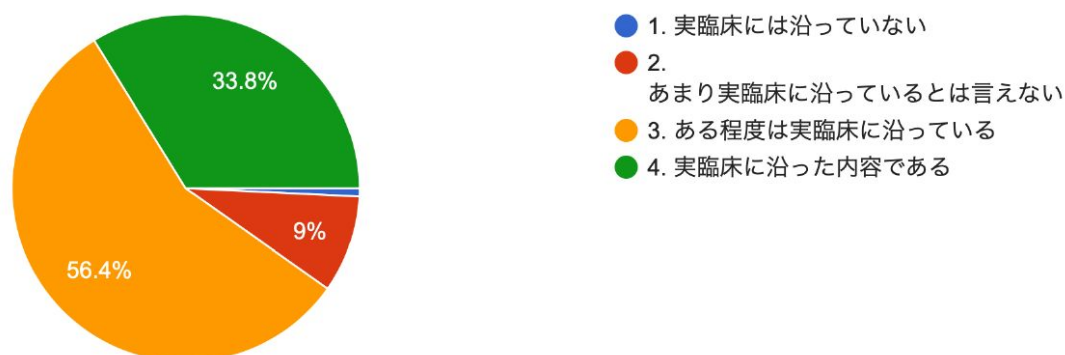 33.8%
9%
56.4%
1. 実臨床には沿っていない
2.
あまり実臨床に沿っているとは言えない
3. ある程度は実臨床に沿っている
4. 実臨床に沿った内容である